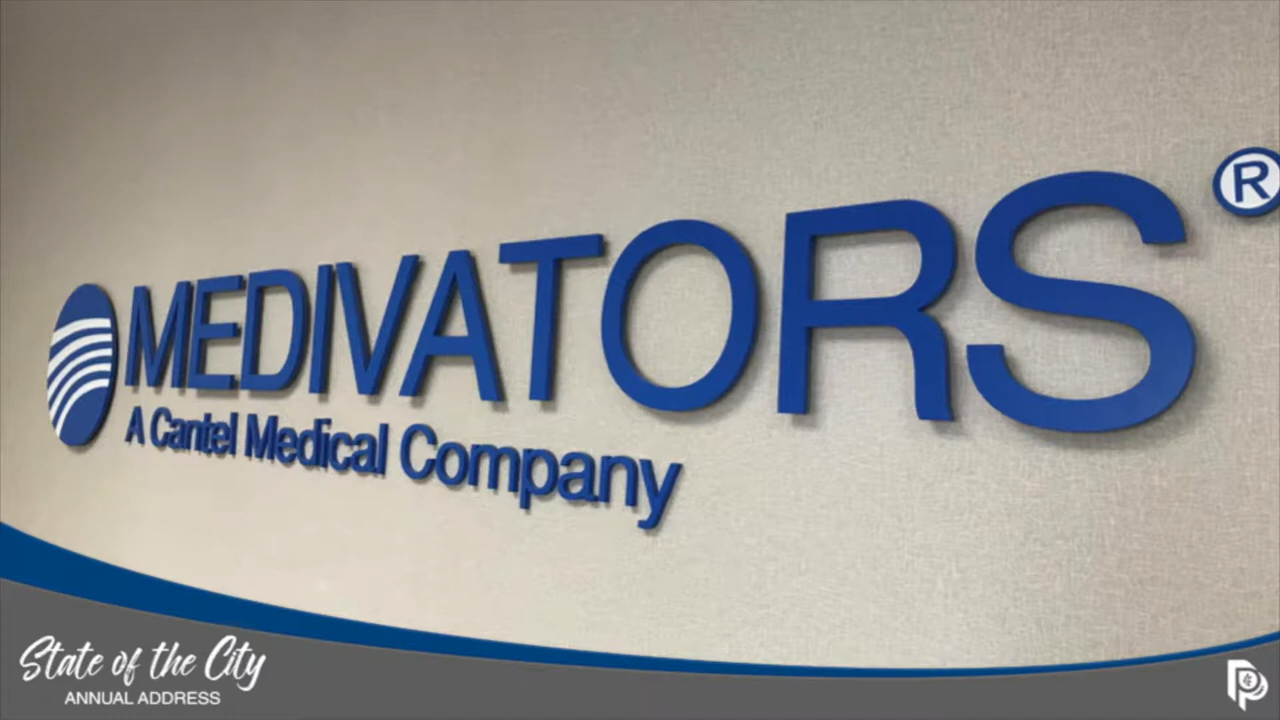 MEDIVATORS®
A Cantel Medical Company
State of the City
ANNUAL ADDRESS